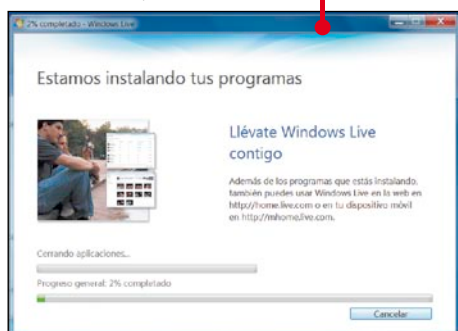 2% completado - Windows Live
Estamos instalando tus programas
Llévate Windows Live
contigo
Además de los programas que estás instalando,
también puedes usar Windows Live en la web en
http://home.live.com o en tu dispositivo móvil
en http://mhome.live.com.
Cerrando aplicaciones...
Progreso general: 2% completado
Cancelar